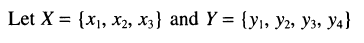 Let X = {x₁, x₂, x₃} and Y = {y₁, y₂, y₃, y₄}